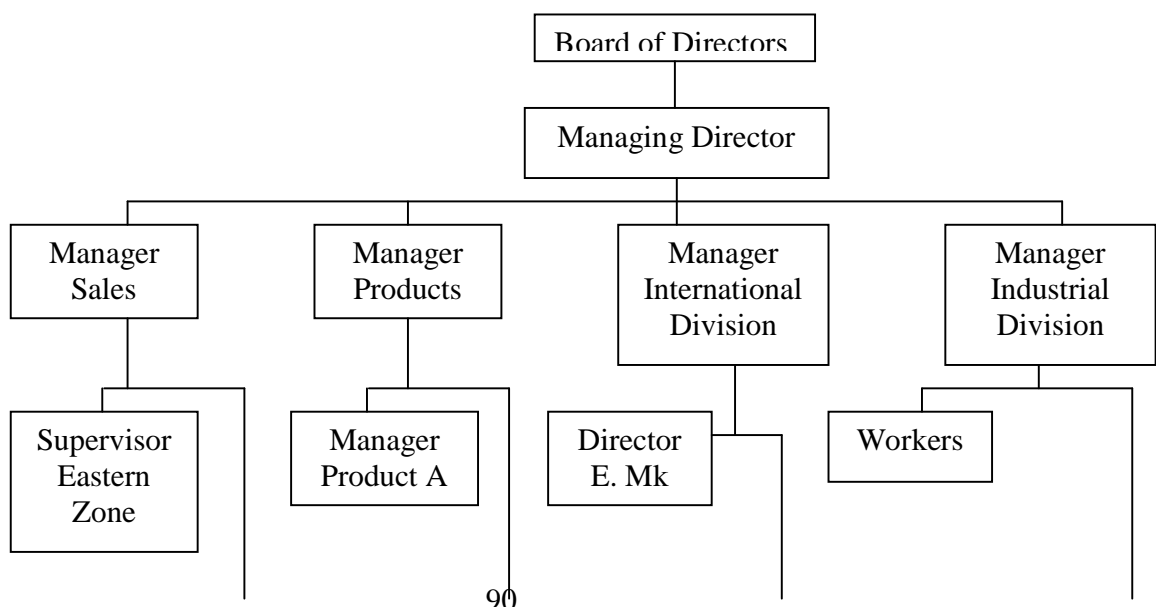 Board of Directors
Managing Director
Manager
Sales
Manager
Products
Manager
International
Division
Manager
Industrial
Division
Supervisor
Eastern
Zone
Manager
Product A
Director
E. Mk
Workers
90